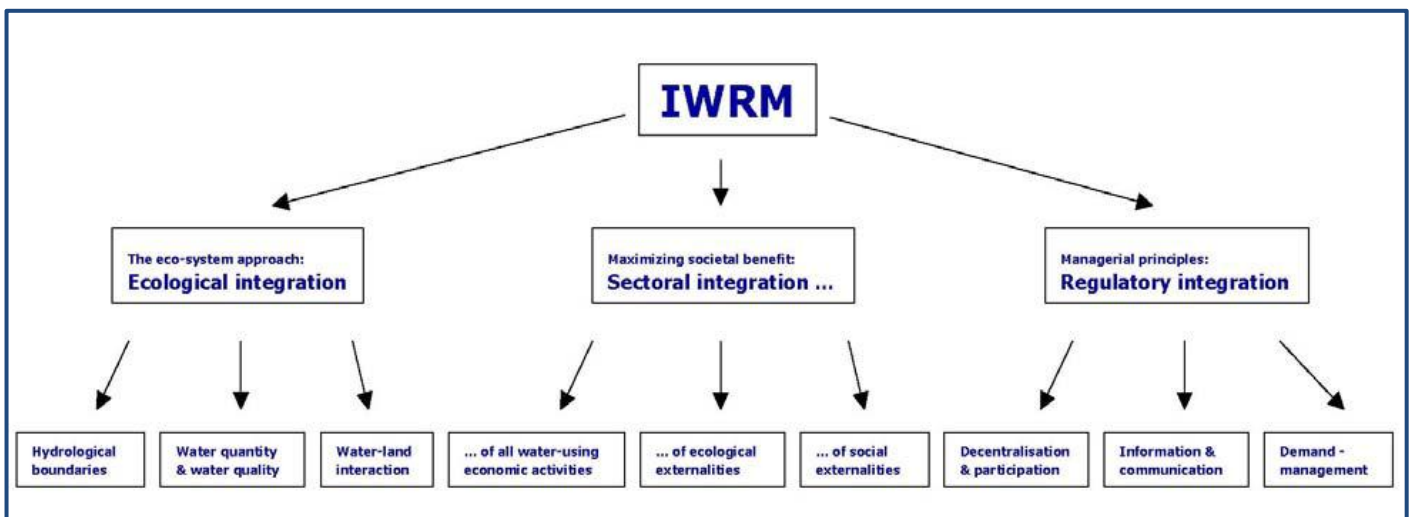 IWRM
The eco-system approach:
Ecological integration
Maximizing societal benefit:
Sectoral integration ...
Managerial principles:
Regulatory integration
Hydrological
boundaries
Water quantity
& water quality
Water-land
interaction
... of all water-using
economic activities
... of ecological
externalities
... of social
externalities
Decentralisation
& participation
Information &
communication
Demand -
management